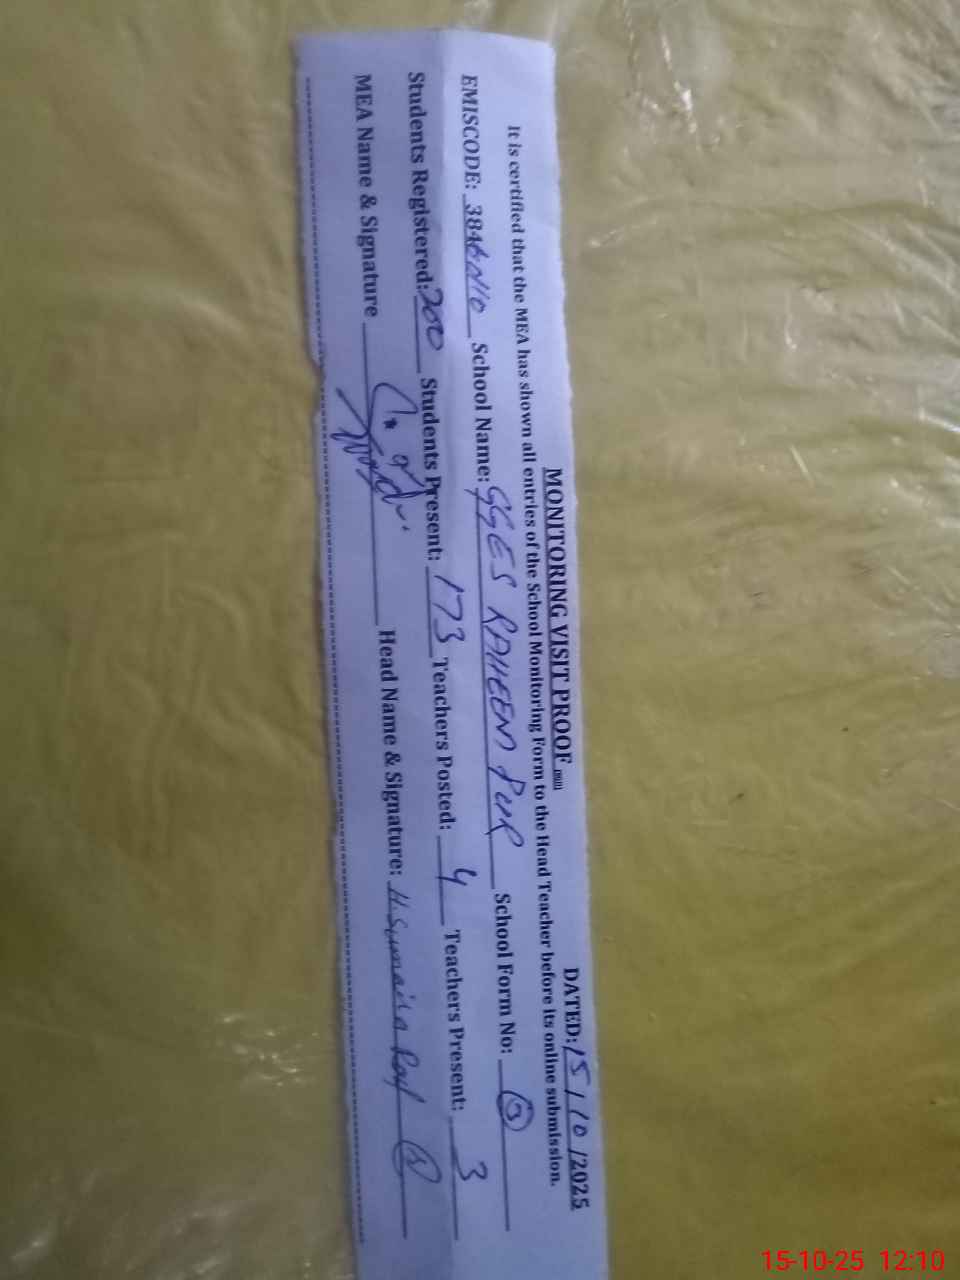 MONITORING VISIT PROOF DATED: 15/10/2025
It is certified that the MEA has shown all entries of the School Monitoring Form to the Head Teacher before its online submission.
EMISCODE: School Name: GGES RAHEEM PUR School Form No:
Students Registered: 200 Students Present: 173 Teachers Posted: 4 Teachers Present: 3
MEA Name & Signature Head Name & Signature: H. Sumaira
15-10-25 12:10